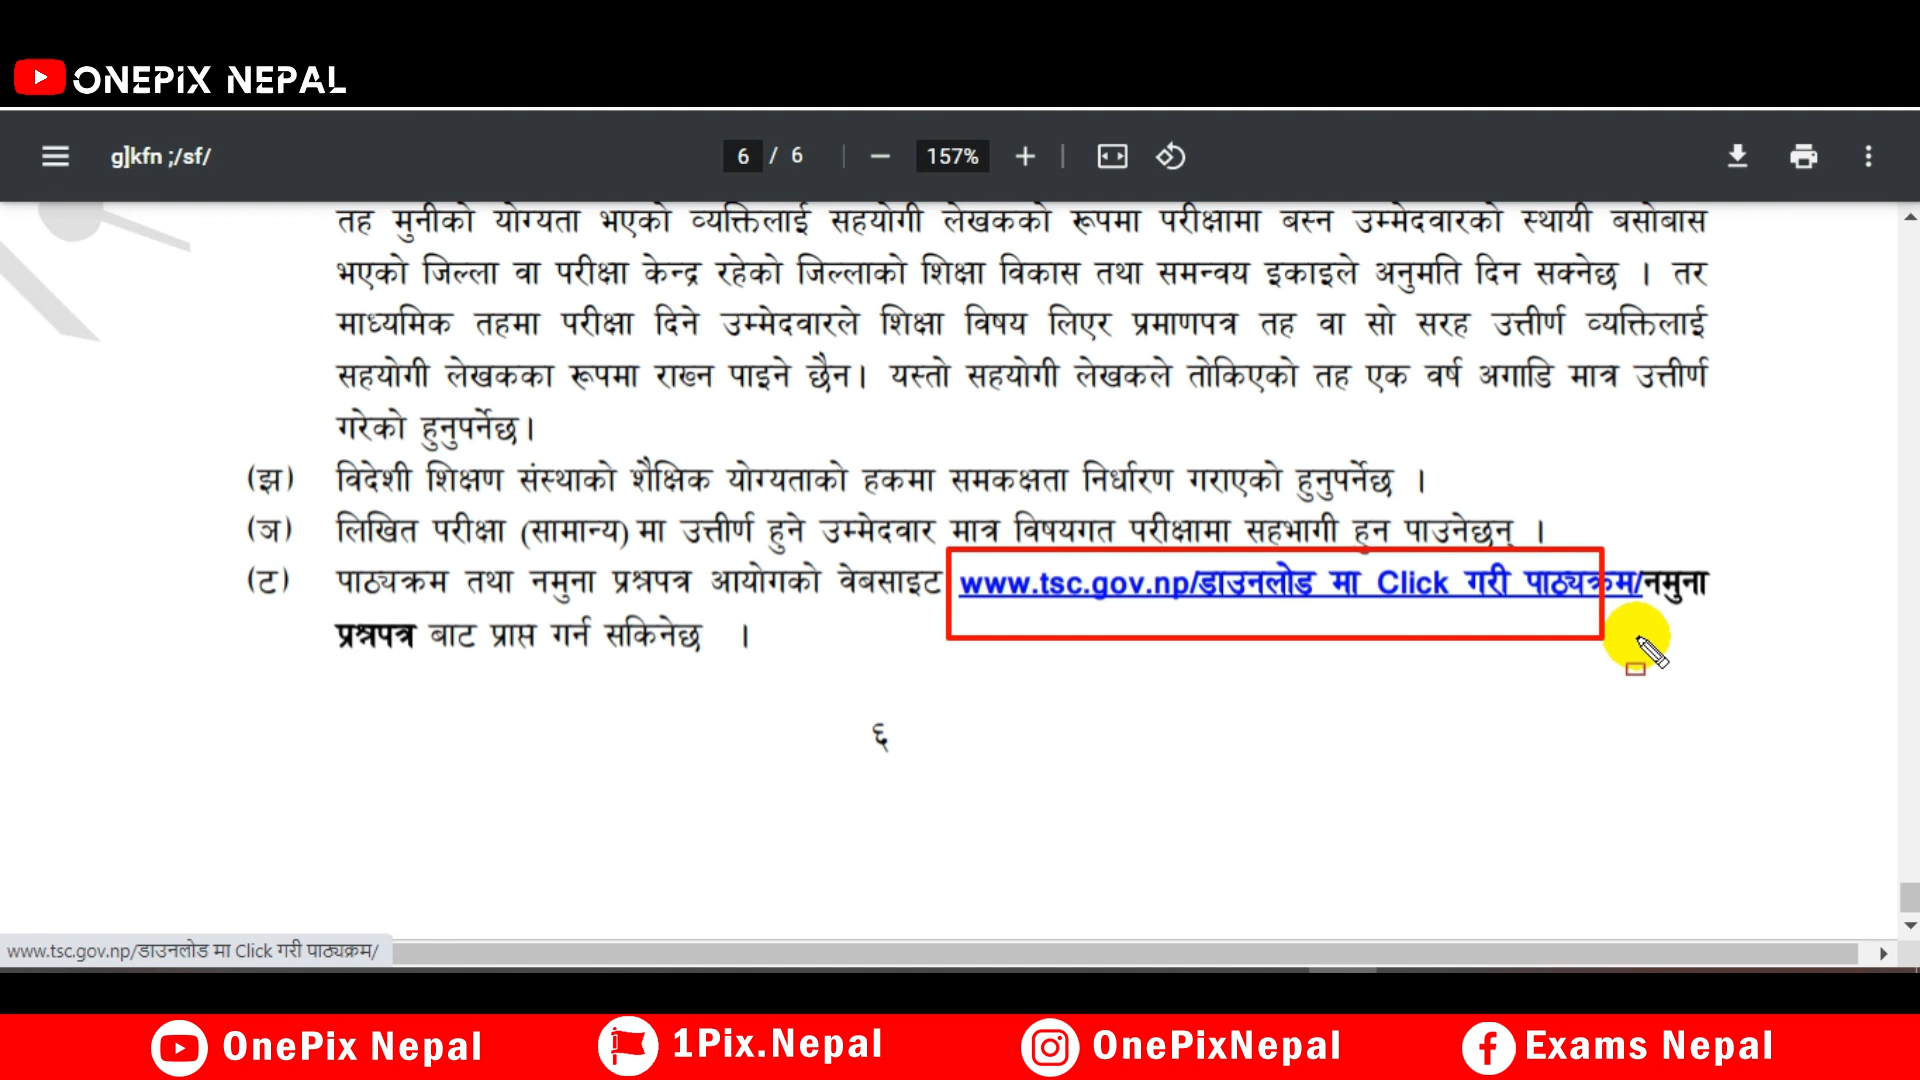 ONEPIX NEPAL
g]kfn ;/sf/
6 / 6
157%
तह मुनीको योग्यता भएको व्यक्तिलाई सहयोगी लेखकको रूपमा परीक्षामा बस्न उम्मेदवारको स्थायी बसोबास
भएको जिल्ला वा परीक्षा केन्द्र रहेको जिल्लाको शिक्षा विकास तथा समन्वय इकाइले अनुमति दिन सक्नेछ । तर
माध्यमिक तहमा परीक्षा दिने उम्मेदवारले शिक्षा विषय लिएर प्रमाणपत्र तह वा सो सरह उत्तीर्ण व्यक्तिलाई
सहयोगी लेखकका रूपमा राख्न पाइने छैन। यस्तो सहयोगी लेखकले तोकिएको तह एक वर्ष अगाडि मात्र उत्तीर्ण
गरेको हुनुपर्नेछ।
(झ) विदेशी शिक्षण संस्थाको शैक्षिक योग्यताको हकमा समकक्षता निर्धारण गराएको हुनुपर्नेछ ।
(ञ) लिखित परीक्षा (सामान्य) मा उत्तीर्ण हुने उम्मेदवार मात्र विषयगत परीक्षामा सहभागी हुन पाउनेछन् ।
(ट) पाठ्यक्रम तथा नमुना प्रश्नपत्र आयोगको वेबसाइट www.tsc.gov.np/डाउनलोड मा Click गरी पाठ्यक्रम/नमुना
प्रश्नपत्र बाट प्राप्त गर्न सकिनेछ ।
६
www.tsc.gov.np/डाउनलोड मा Click गरी पाठ्यक्रम/
OnePix Nepal
1Pix.Nepal
OnePixNepal
Exams Nepal